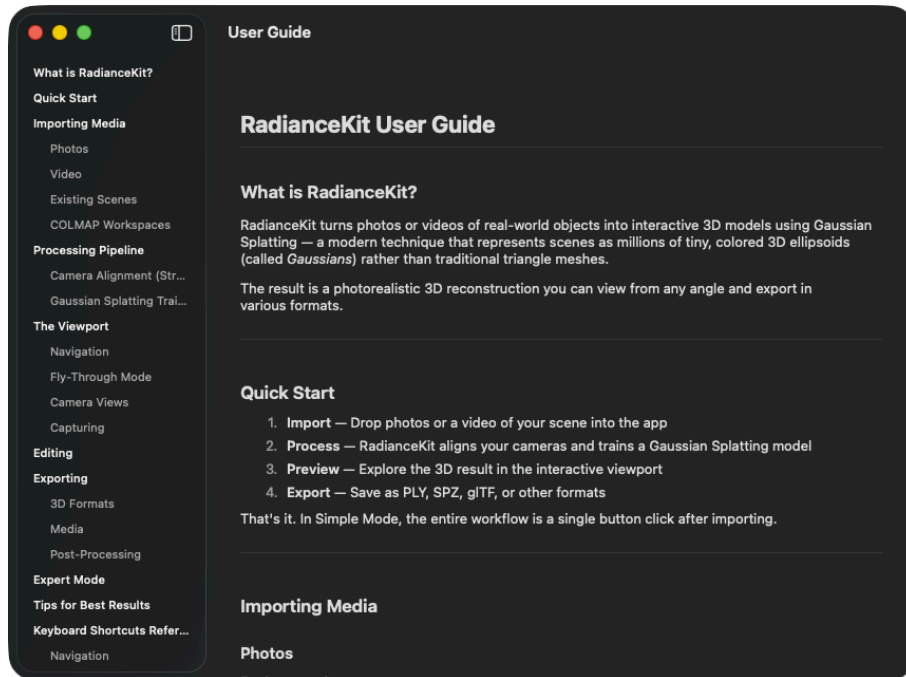 User Guide
What is RadianceKit?
Quick Start
Importing Media
Photos
Video
Existing Scenes
COLMAP Workspaces
Processing Pipeline
Camera Alignment (Str...
Gaussian Splatting Trai...
The Viewport
Navigation
Fly-Through Mode
Camera Views
Capturing
Editing
Exporting
3D Formats
Media
Post-Processing
Expert Mode
Tips for Best Results
Keyboard Shortcuts Refer...
Navigation
RadianceKit User Guide
What is RadianceKit?
RadianceKit turns photos or videos of real-world objects into interactive 3D models using Gaussian
Splatting — a modern technique that represents scenes as millions of tiny, colored 3D ellipsoids
(called Gaussians) rather than traditional triangle meshes.
The result is a photorealistic 3D reconstruction you can view from any angle and export in
various formats.
Quick Start
1. Import — Drop photos or a video of your scene into the app
2. Process — RadianceKit aligns your cameras and trains a Gaussian Splatting model
3. Preview — Explore the 3D result in the interactive viewport
4. Export — Save as PLY, SPZ, glTF, or other formats
That's it. In Simple Mode, the entire workflow is a single button click after importing.
Importing Media
Photos